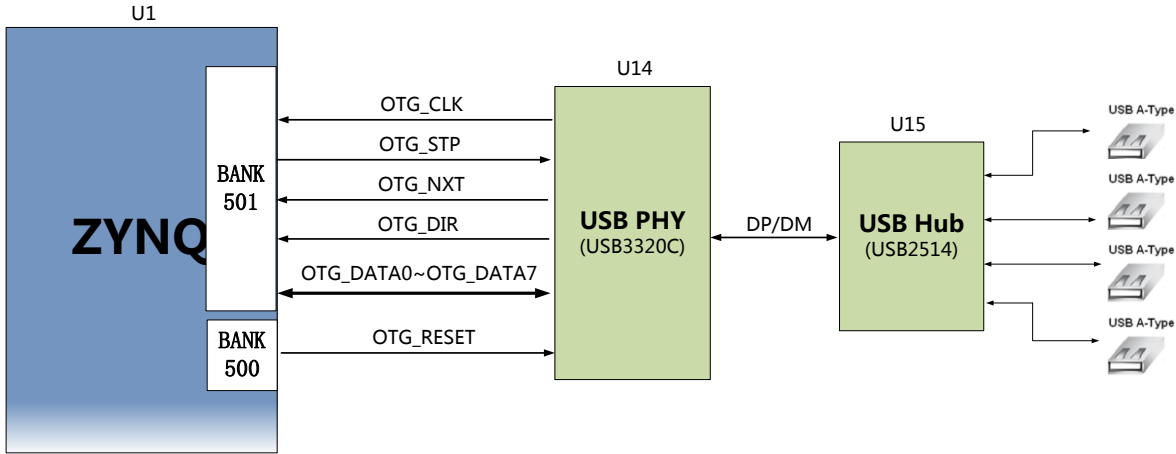 U1
ZYNQ
BANK
501
BANK
500
OTG_CLK
OTG_STP
OTG_NXT
OTG_DIR
OTG_DATA0~OTG_DATA7
OTG_RESET
U14
USB PHY
(USB3320C)
DP/DM
U15
USB Hub
(USB2514)
USB A-Type
USB A-Type
USB A-Type
USB A-Type